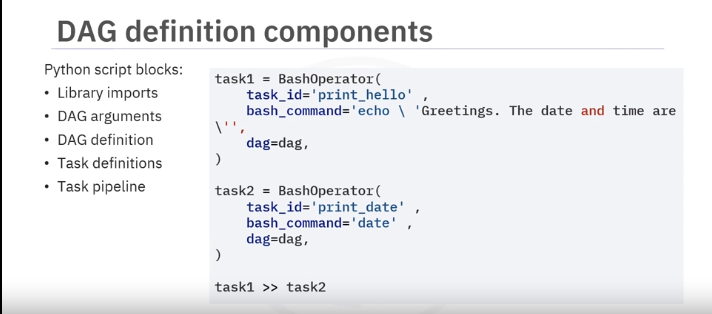 DAG definition components
Python script blocks:
• Library imports
• DAG arguments
• DAG definition
• Task definitions
• Task pipeline
task1 = BashOperator(
    task_id='print_hello' ,
    bash_command='echo \ 'Greetings. The date and time are
\'',
    dag=dag,
)
task2 = BashOperator(
    task_id='print_date' ,
    bash_command='date' ,
    dag=dag,
)
task1 >> task2